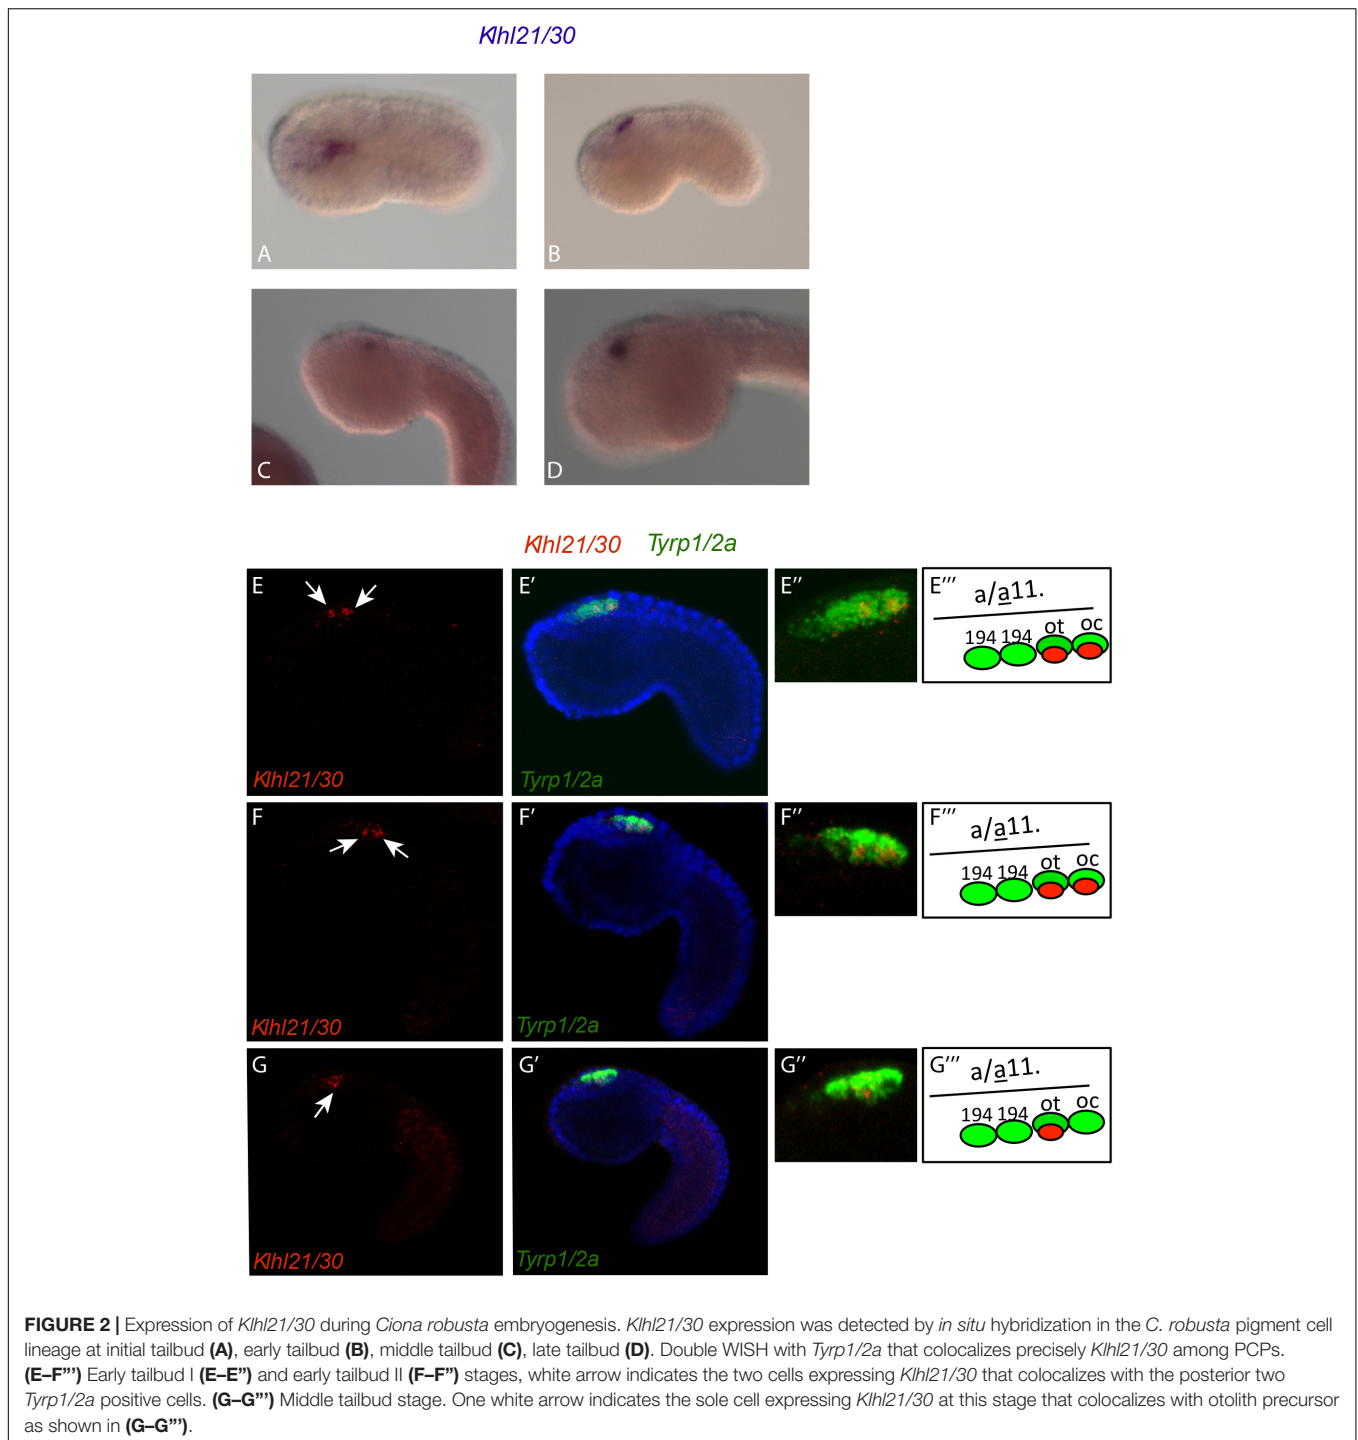 Klhl21/30
A
B
C
D
Klhl21/30 Tyrp1/2a
E
Klhl21/30
E′
Tyrp1/2a
E″
E‴
a/a11.
194 194 ot oc
F
Klhl21/30
F′
Tyrp1/2a
F″
F‴
a/a11.
194 194 ot oc
G
Klhl21/30
G′
Tyrp1/2a
G″
G‴
a/a11.
194 194 ot oc
FIGURE 2 | Expression of Klhl21/30 during Ciona robusta embryogenesis. Klhl21/30 expression was detected by in situ hybridization in the C. robusta pigment cell
lineage at initial tailbud (A), early tailbud (B), middle tailbud (C), late tailbud (D). Double WISH with Tyrp1/2a that colocalizes precisely Klhl21/30 among PCPs.
(E–F‴) Early tailbud I (E–E″) and early tailbud II (F–F″) stages, white arrow indicates the two cells expressing Klhl21/30 that colocalizes with the posterior two
Tyrp1/2a positive cells. (G–G‴) Middle tailbud stage. One white arrow indicates the sole cell expressing Klhl21/30 at this stage that colocalizes with otolith precursor
as shown in (G–G‴).